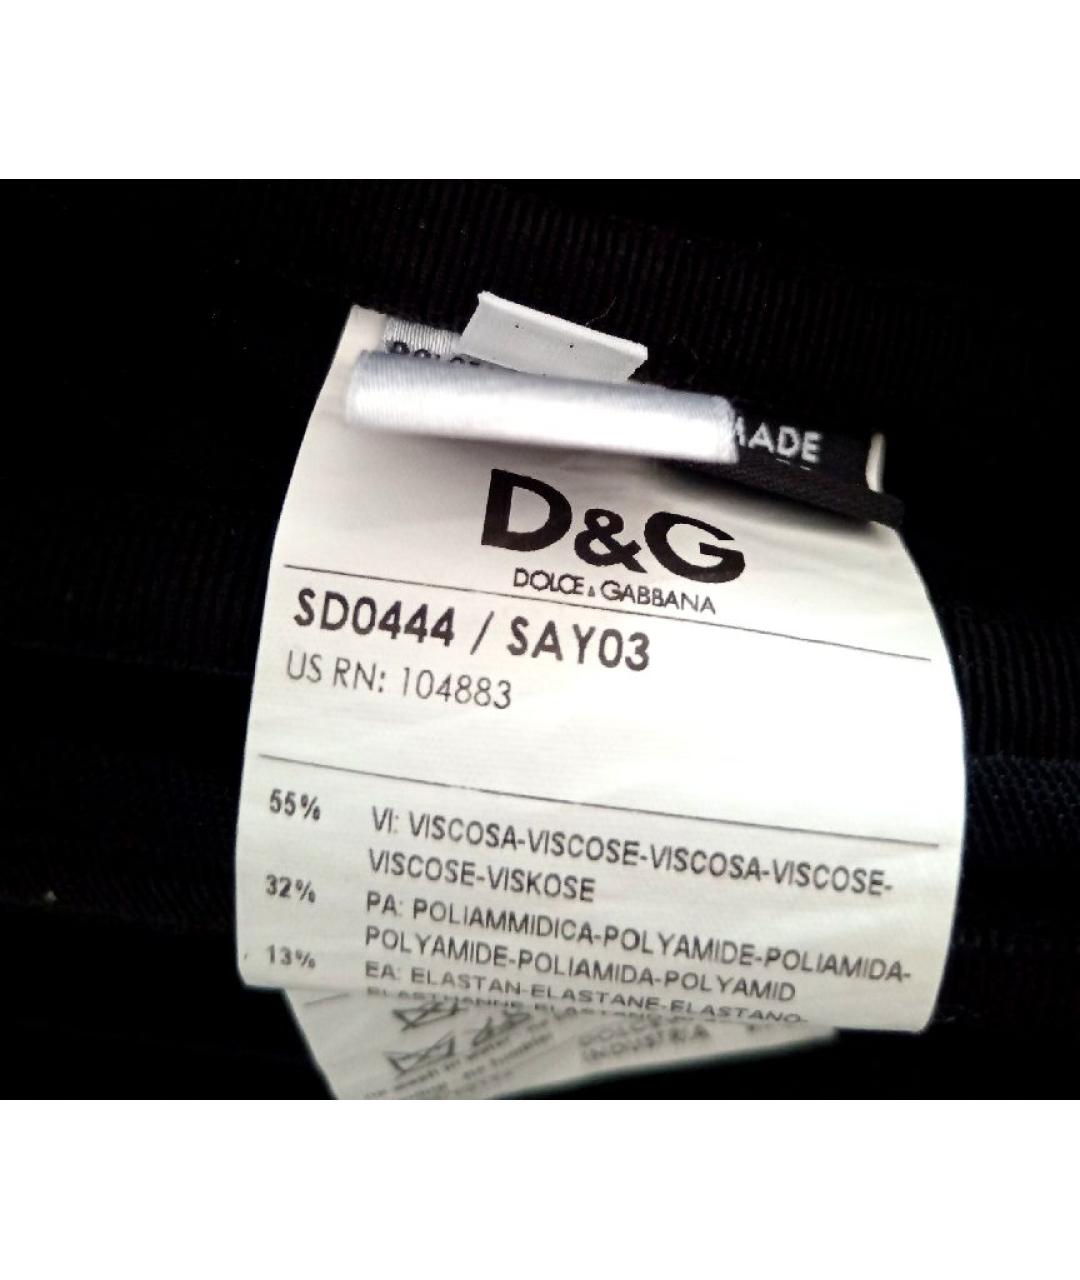 MADE
D&G
DOLCE & GABBANA
SD0444 / SAY03
US RN: 104883
55% VI: VISCOSA-VISCOSE-VISCOSA-VISCOSE-
VISCOSE-VISKOSE
32% PA: POLIAMMIDICA-POLYAMIDE-POLIAMIDA-
POLYAMIDE-POLIAMIDA-POLYAMID
13% EA: ELASTAN-ELASTANE-ELASTANO-
INDUSTRIA